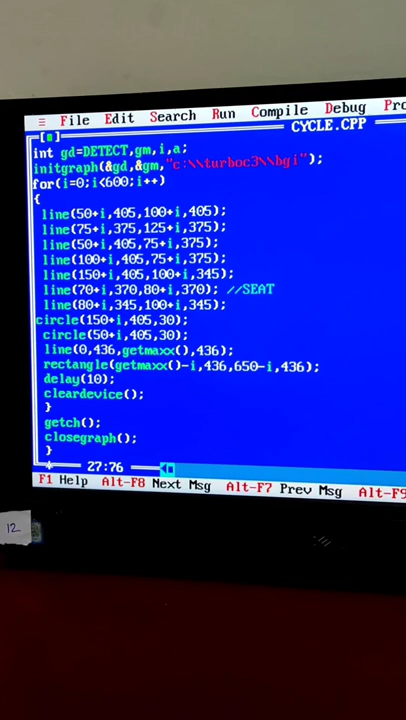 ≡ File Edit Search Run Compile Debug Pro
[■] CYCLE.CPP
int gd=DETECT,gm,i,a;
initgraph(&gd,&gm,"c:\\turboc3\\bgi");
for(i=0;i<600;i++)
{
line(50+i,405,100+i,405);
line(75+i,375,125+i,375);
line(50+i,405,75+i,375);
line(100+i,405,75+i,375);
line(150+i,405,100+i,345);
line(70+i,370,80+i,370); //SEAT
line(80+i,345,100+i,345);
circle(150+i,405,30);
circle(50+i,405,30);
line(0,436,getmaxx(),436);
rectangle(getmaxx()-i,436,650-i,436);
delay(10);
cleardevice();
}
getch();
closegraph();
}
27:76
F1 Help Alt-F8 Next Msg Alt-F7 Prev Msg Alt-F9
12